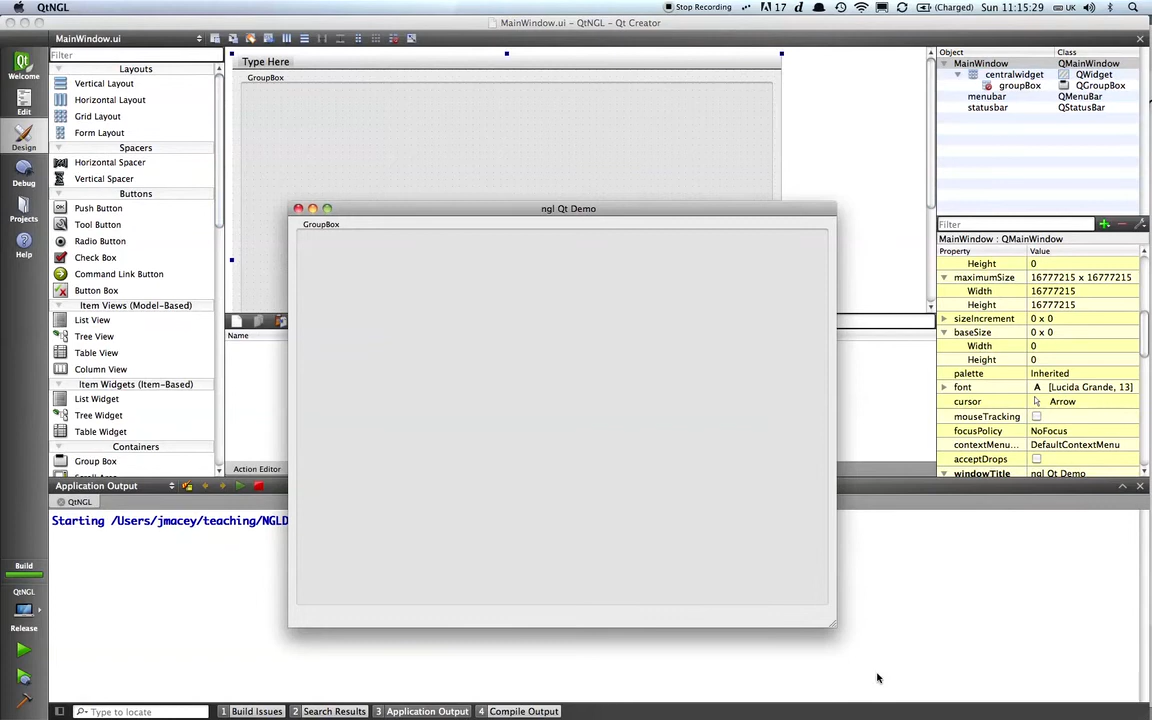 QtNGL
Stop Recording
17
(Charged)
Sun 11:15:29
UK
MainWindow.ui - QtNGL - Qt Creator
MainWindow.ui
Welcome
Edit
Design
Debug
Projects
Help
Build
QtNGL
Release
Filter
Layouts
Vertical Layout
Horizontal Layout
Grid Layout
Form Layout
Spacers
Horizontal Spacer
Vertical Spacer
Buttons
Push Button
Tool Button
Radio Button
Check Box
Command Link Button
Button Box
Item Views (Model-Based)
List View
Tree View
Table View
Column View
Item Widgets (Item-Based)
List Widget
Tree Widget
Table Widget
Containers
Group Box
Type Here
GroupBox
ngl Qt Demo
GroupBox
Name
Action Editor
Object Class
MainWindow QMainWindow
centralwidget QWidget
groupBox QGroupBox
menubar QMenuBar
statusbar QStatusBar
Filter
MainWindow : QMainWindow
Property Value
Height 0
maximumSize 16777215 x 16777215
Width 16777215
Height 16777215
sizeIncrement 0 x 0
baseSize 0 x 0
Width 0
Height 0
palette Inherited
font A [Lucida Grande, 13]
cursor Arrow
mouseTracking
focusPolicy NoFocus
contextMenu... DefaultContextMenu
acceptDrops
windowTitle ngl Qt Demo
Application Output
QtNGL
Starting /Users/jmacey/teaching/NGLD
Type to locate
1 Build Issues
2 Search Results
3 Application Output
4 Compile Output